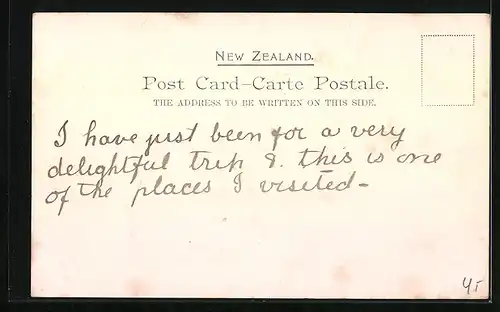 New Zealand.
Post Card–Carte Postale.
THE ADDRESS TO BE WRITTEN ON THIS SIDE.
I have just been for a very
delightful trip & this is one
of the places I visited –